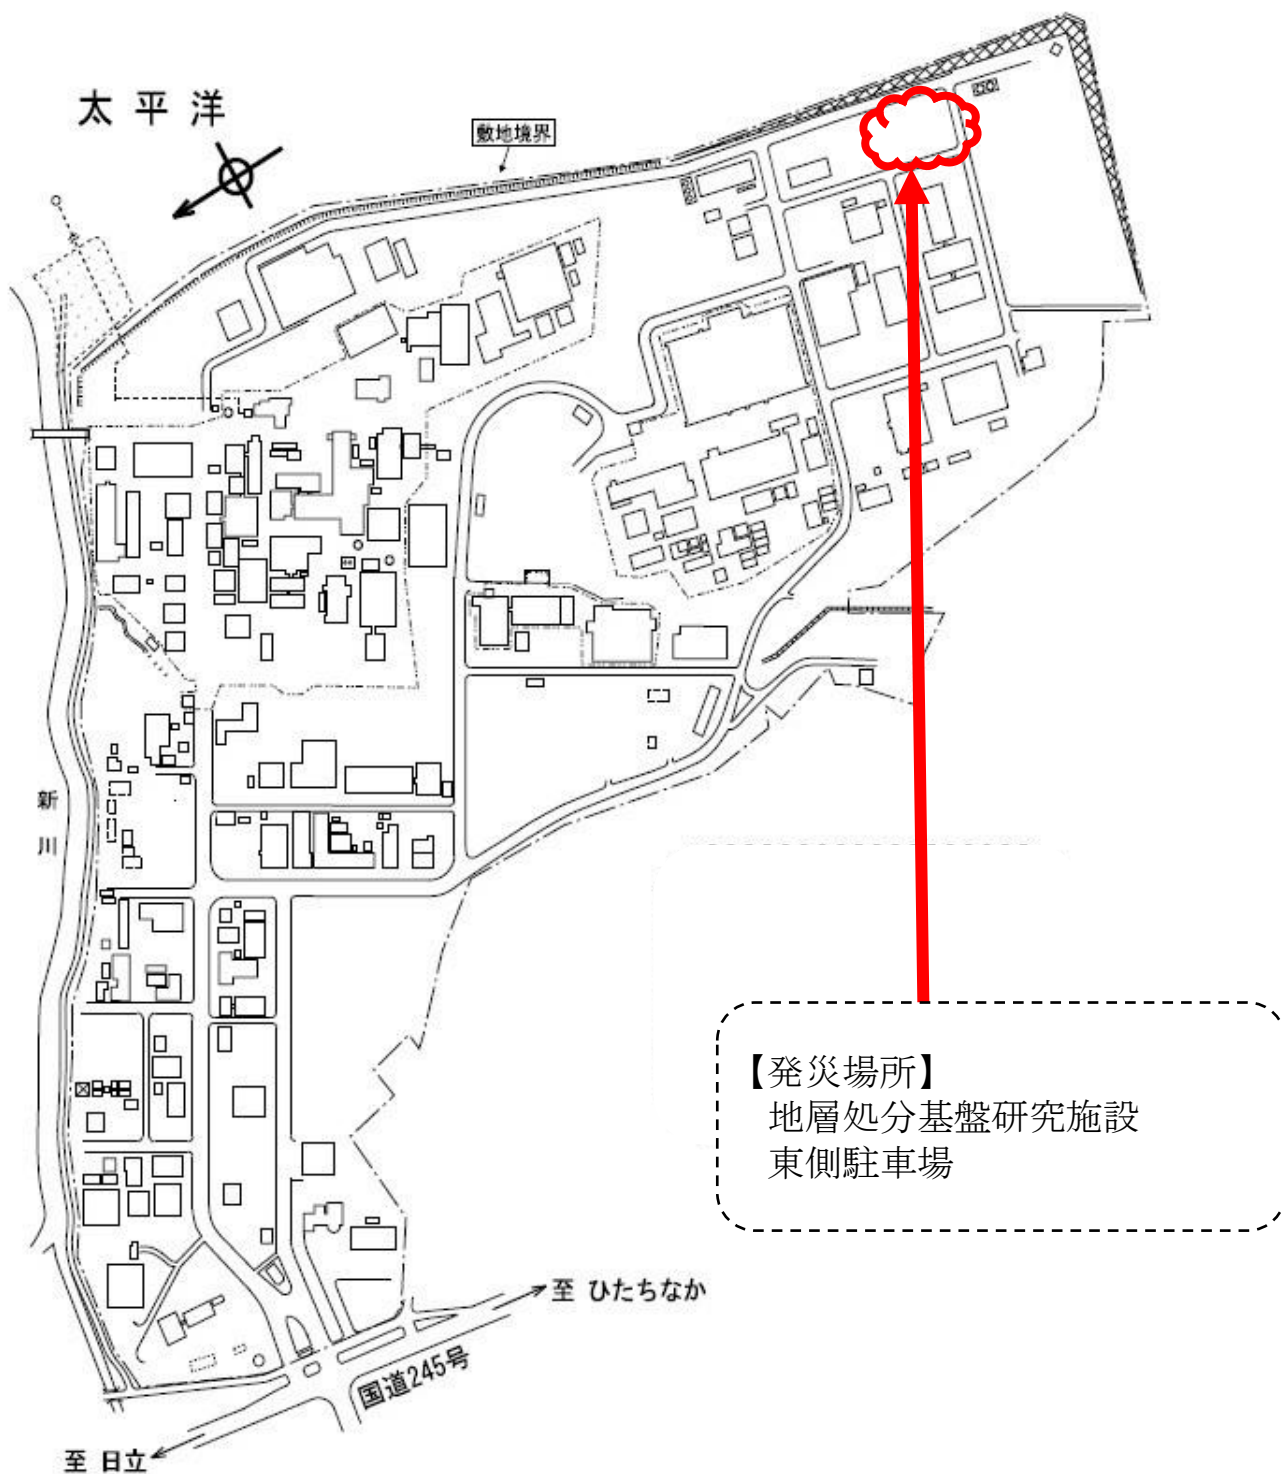 太平洋
敷地境界
新川
【発災場所】
地層処分基盤研究施設
東側駐車場
至 ひたちなか
国道245号
至 日立